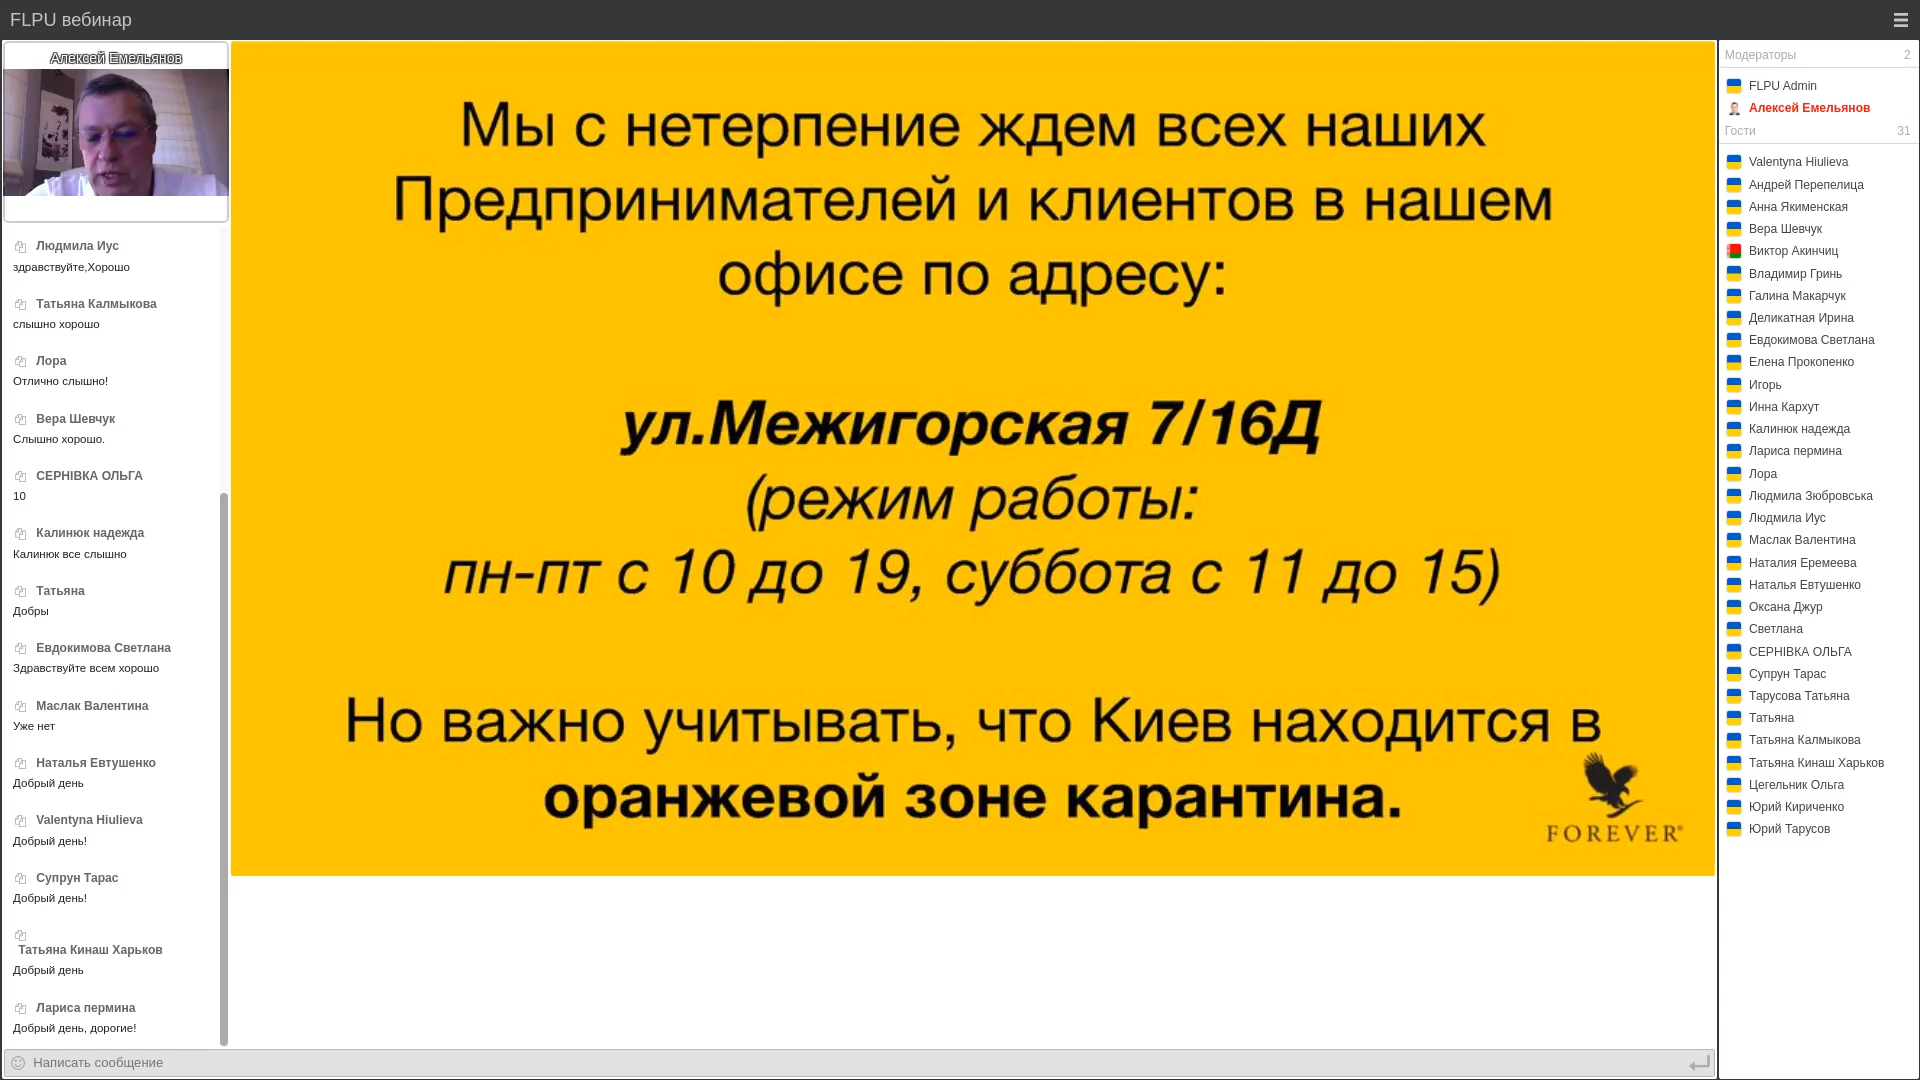 FLPU вебинар
Алексей Емельянов
Людмила Иус
здравствуйте,Хорошо
Татьяна Калмыкова
слышно хорошо
Лора
Отлично слышно!
Вера Шевчук
Слышно хорошо.
СЕРНІВКА ОЛЬГА
10
Калинюк надежда
Калинюк все слышно
Татьяна
Добры
Евдокимова Светлана
Здравствуйте всем хорошо
Маслак Валентина
Уже нет
Наталья Евтушенко
Добрый день
Valentyna Hiulieva
Добрый день!
Супрун Тарас
Добрый день!
Татьяна Кинаш Харьков
Добрый день
Лариса пермина
Добрый день, дорогие!
Написать сообщение
Мы с нетерпение ждем всех наших
Предпринимателей и клиентов в нашем
офисе по адресу:
ул.Межигорская 7/16Д
(режим работы:
пн-пт с 10 до 19, суббота с 11 до 15)
Но важно учитывать, что Киев находится в
оранжевой зоне карантина.
FOREVER®
Модераторы 2
FLPU Admin
Алексей Емельянов
Гости 31
Valentyna Hiulieva
Андрей Перепелица
Анна Якименская
Вера Шевчук
Виктор Акинчиц
Владимир Гринь
Галина Макарчук
Деликатная Ирина
Евдокимова Светлана
Елена Прокопенко
Игорь
Инна Кархут
Калинюк надежда
Лариса пермина
Лора
Людмила Зюбровська
Людмила Иус
Маслак Валентина
Наталия Еремеева
Наталья Евтушенко
Оксана Джур
Светлана
СЕРНІВКА ОЛЬГА
Супрун Тарас
Тарусова Татьяна
Татьяна
Татьяна Калмыкова
Татьяна Кинаш Харьков
Цегельник Ольга
Юрий Кириченко
Юрий Тарусов